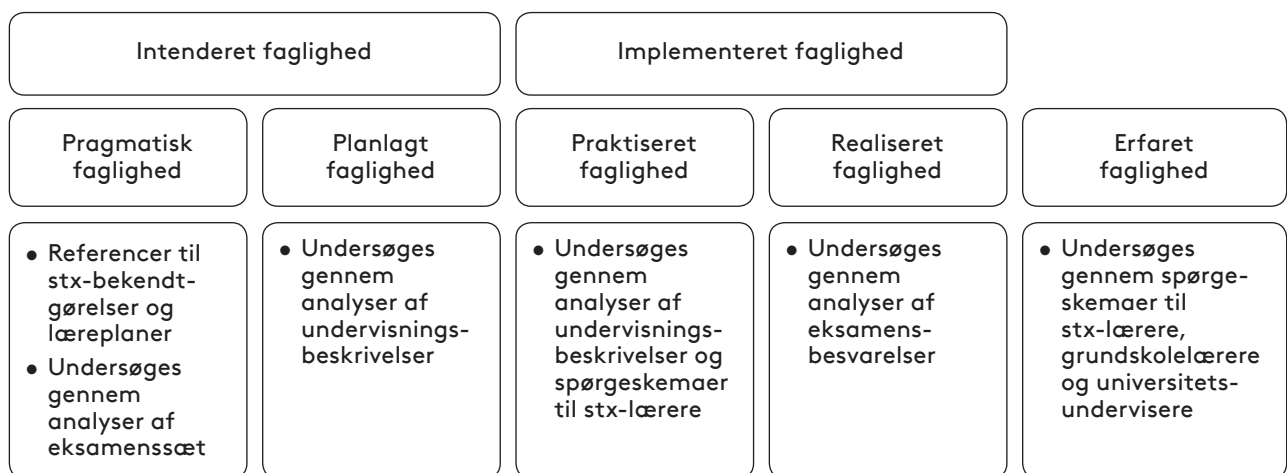 Intenderet faglighed
Implementeret faglighed
Pragmatisk
faglighed
Planlagt
faglighed
Praktiseret
faglighed
Realiseret
faglighed
Erfaret
faglighed
• Referencer til
stx-bekendt-
gørelser og
læreplaner
• Undersøges
gennem
analyser af
eksamenssæt
• Undersøges
gennem
analyser af
undervisnings-
beskrivelser
• Undersøges
gennem
analyser af
undervisnings-
beskrivelser og
spørgeskemaer
til stx-lærere
• Undersøges
gennem
analyser af
eksamens-
besvarelser
• Undersøges
gennem spørge-
skemaer til
stx-lærere,
grundskolelærere
og universitets-
undervisere